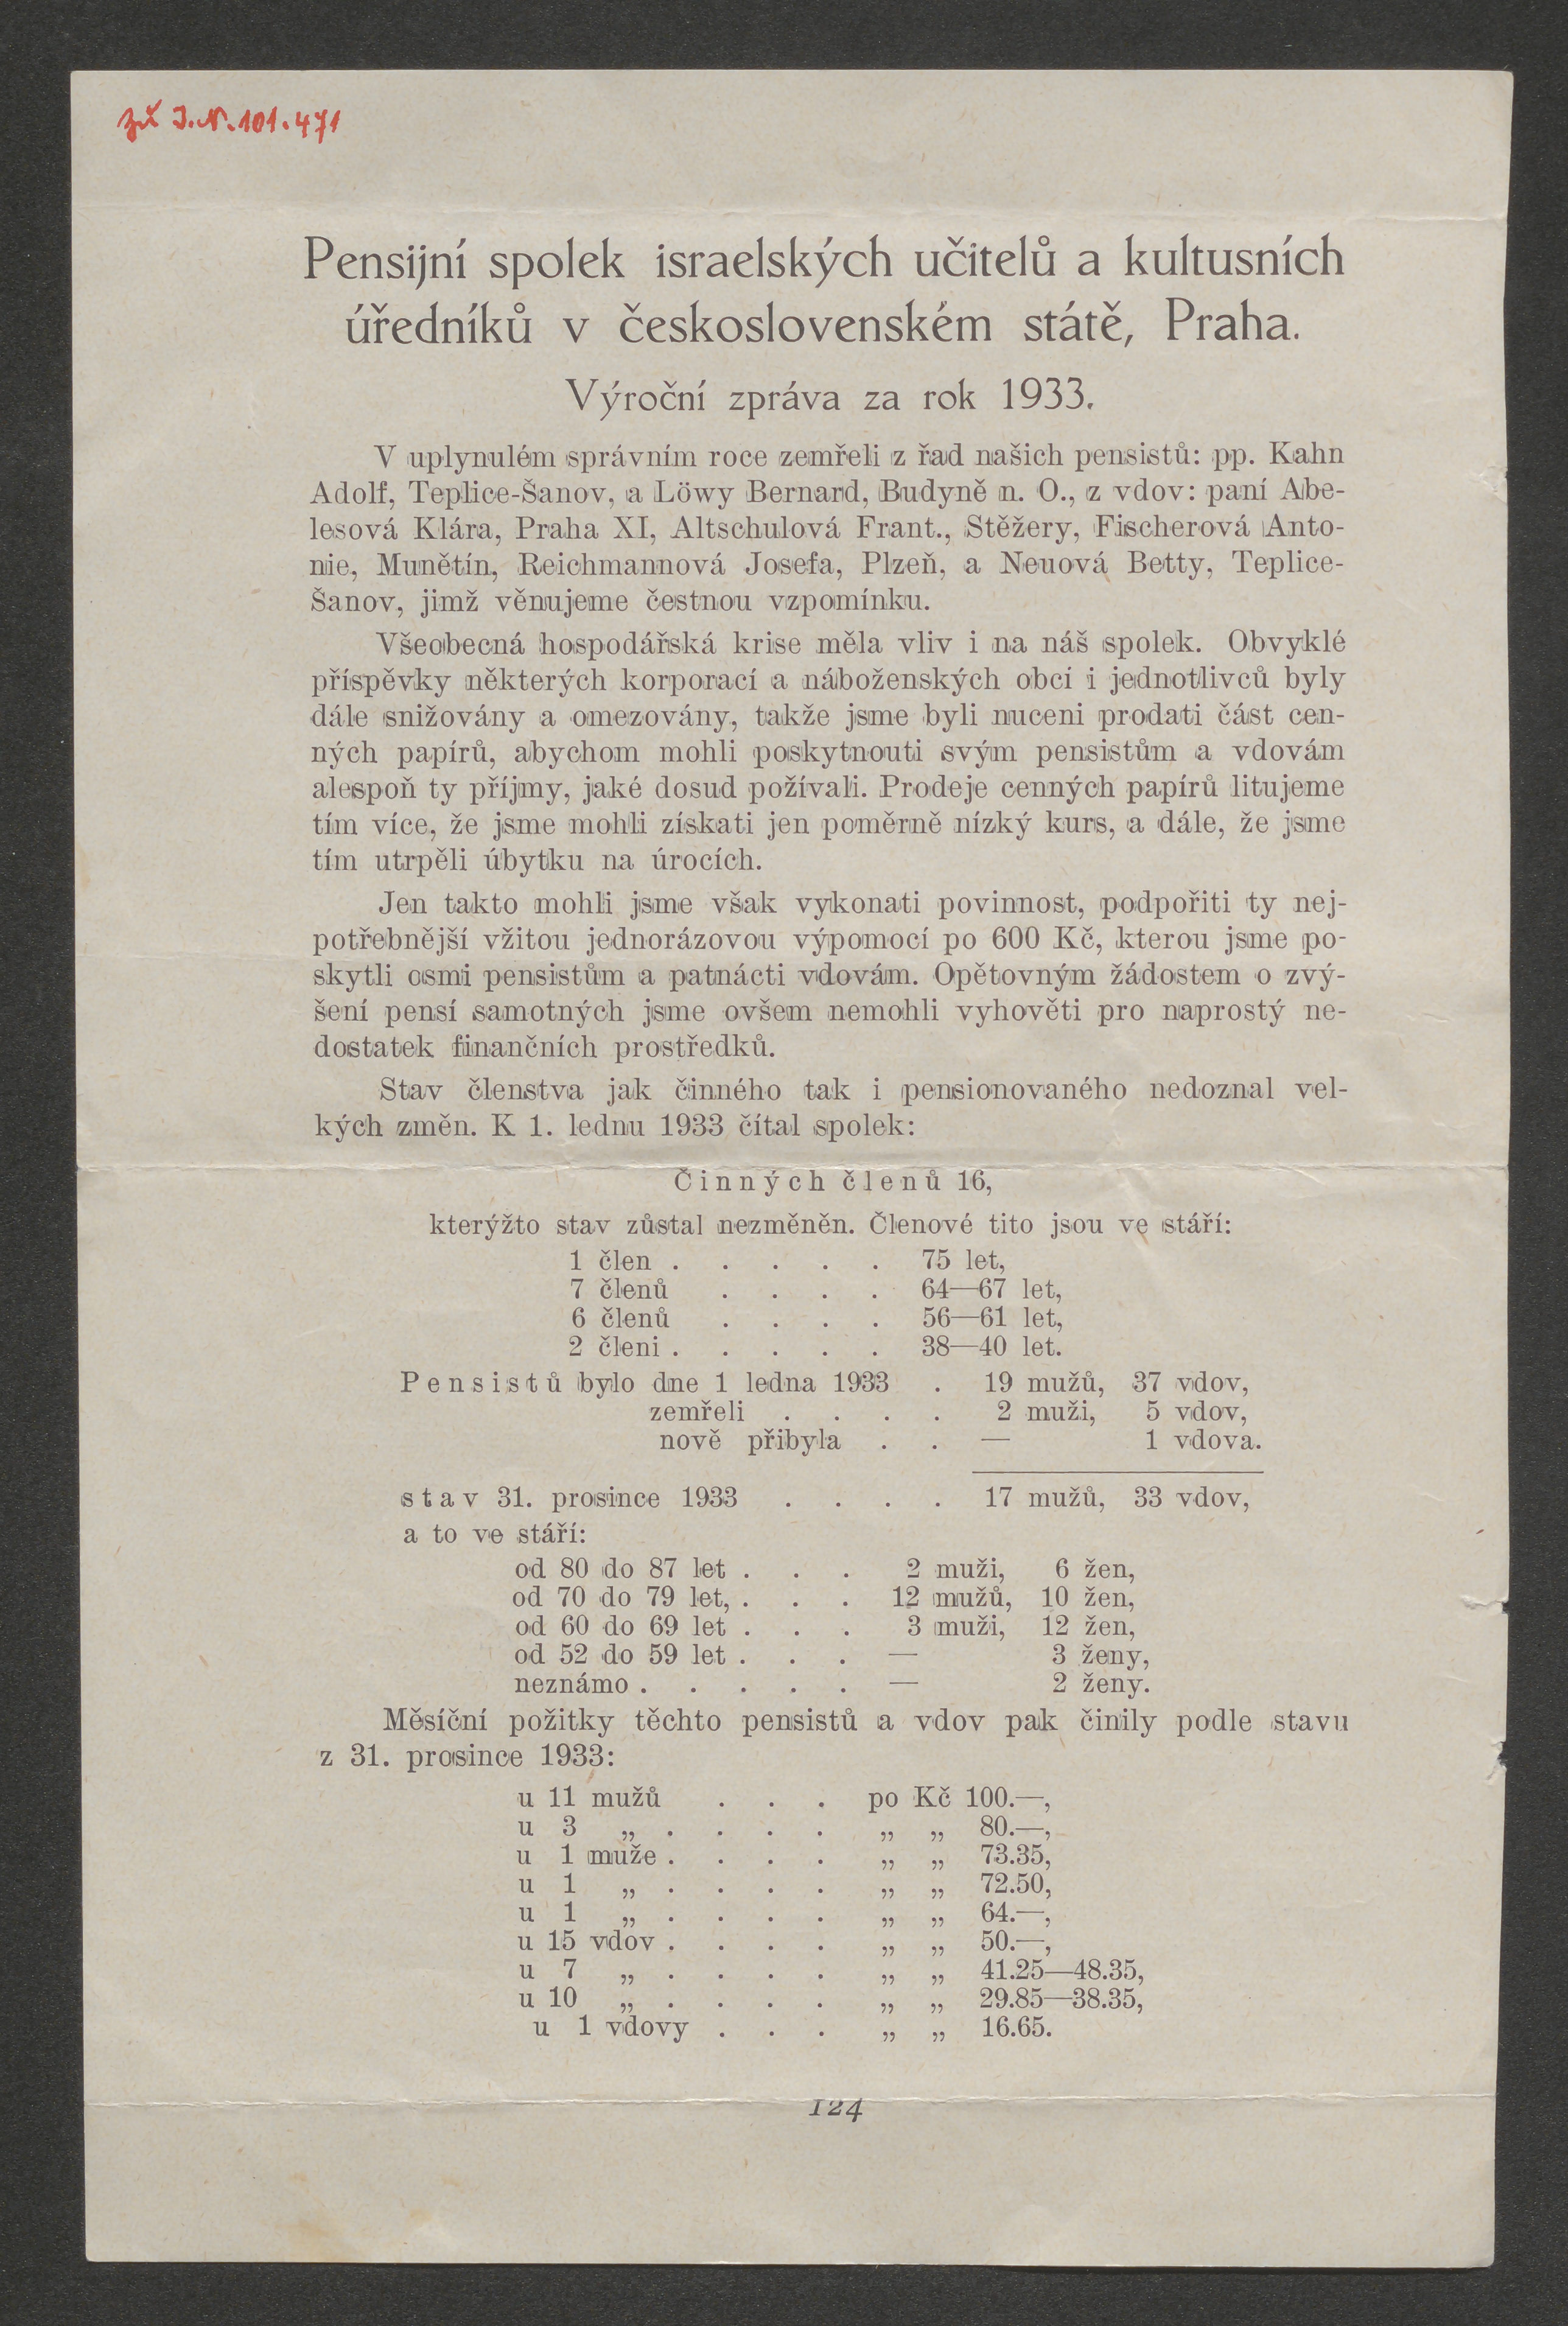 zu I.N. 101.471
Pensijní spolek israelských učitelů a kultusních
úředníků v československém státě, Praha.
Výroční zpráva za rok 1933.
V uplynulém správním roce zemřeli z řad našich pensistů: pp. Kahn
Adolf, Teplice-Šanov, a Löwy Bernard, Budyně n. O., z vdov: paní Abe-
lesová Klára, Praha XI, Altschulová Frant., Stěžery, Fischerová Anto-
nie, Munětín, Reichmannová Josefa, Plzeň, a Neuová Betty, Teplice-
Šanov, jimž věnujeme čestnou vzpomínku.
Všeobecná hospodářská krise měla vliv i na náš spolek. Obvyklé
příspěvky některých korporací a náboženských obcí i jednotlivců byly
dále snižovány a omezovány, takže jsme byli nuceni prodati část cen-
ných papírů, abychom mohli poskytnouti svým pensistům a vdovám
alespoň ty příjmy, jaké dosud požívali. Prodeje cenných papírů litujeme
tím více, že jsme mohli získati jen poměrně nízký kurs, a dále, že jsme
tím utrpěli úbytku na úrocích.
Jen takto mohli jsme však vykonati povinnost, podpořiti ty nej-
potřebnější vžitou jednorázovou výpomocí po 600 Kč, kterou jsme po-
skytli osmi pensistům a patnácti vdovám. Opětovným žádostem o zvý-
šení pensí samotných jsme ovšem nemohli vyhověti pro naprostý ne-
dostatek finančních prostředků.
Stav členstva jak činného tak i pensionovaného nedoznal vel-
kých změn. K 1. lednu 1933 čítal spolek:
Činných členů 16,
kterýžto stav zůstal nezměněn. Členové tito jsou ve stáří:
1 člen . . . . . 75 let,
7 členů . . . . 64—67 let,
6 členů . . . . 56—61 let,
2 členi . . . . . 38—40 let.
Pensistů bylo dne 1 ledna 1933 . 19 mužů, 37 vdov,
zemřeli . . . . 2 muži, 5 vdov,
nově přibyla . . — 1 vdova.
stav 31. prosince 1933 . . . . 17 mužů, 33 vdov,
a to ve stáří:
od 80 do 87 let . . . 2 muži, 6 žen,
od 70 do 79 let, . . . 12 mužů, 10 žen,
od 60 do 69 let . . . 3 muži, 12 žen,
od 52 do 59 let . . . — 3 ženy,
neznámo . . . . . — 2 ženy.
Měsíční požitky těchto pensistů a vdov pak činily podle stavu
z 31. prosince 1933:
u 11 mužů . . . po Kč 100.—,
u 3 „ . . . . „ „ 80.—,
u 1 muže . . . . „ „ 73.35,
u 1 „ . . . . „ „ 72.50,
u 1 „ . . . . „ „ 64.—,
u 15 vdov . . . . „ „ 50.—,
u 7 „ . . . . „ „ 41.25—48.35,
u 10 „ . . . . „ „ 29.85—38.35,
u 1 vdovy . . . „ „ 16.65.
124